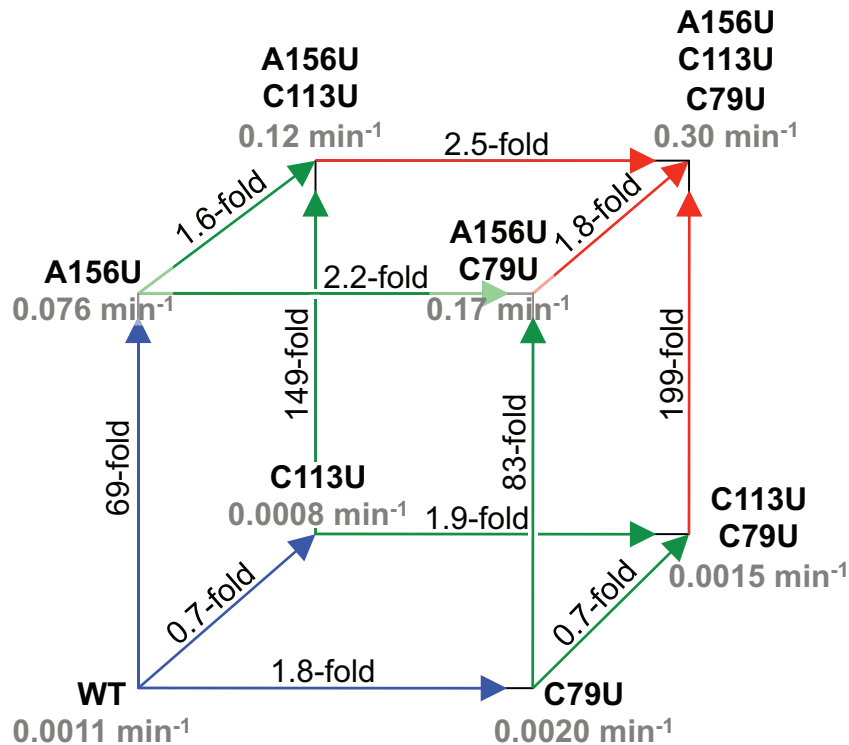 A156U
C113U
C79U
0.30 min⁻¹
A156U
C113U
0.12 min⁻¹
2.5-fold
1.6-fold
1.8-fold
A156U
C79U
0.17 min⁻¹
A156U
0.076 min⁻¹
2.2-fold
149-fold
199-fold
69-fold
83-fold
C113U
0.0008 min⁻¹
1.9-fold
C113U
C79U
0.0015 min⁻¹
0.7-fold
0.7-fold
1.8-fold
WT
0.0011 min⁻¹
C79U
0.0020 min⁻¹